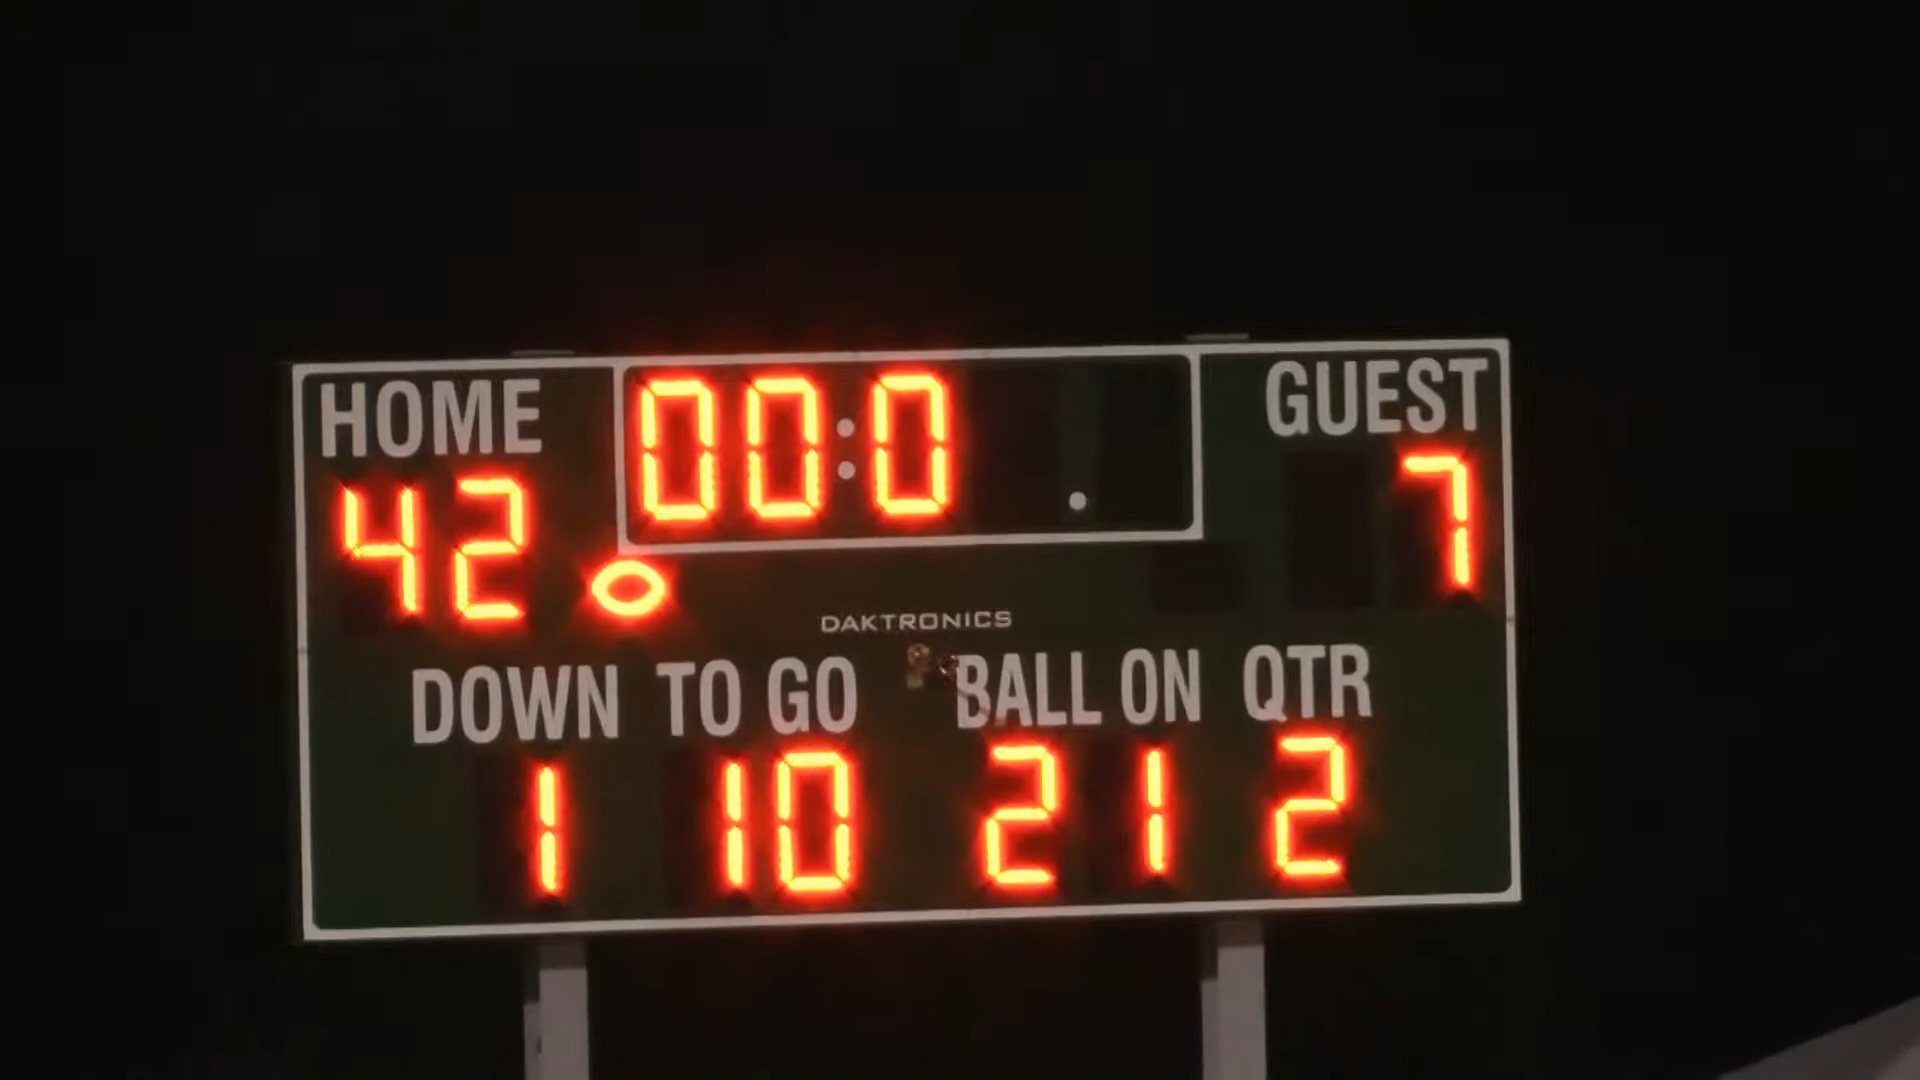 HOME 00:0 . GUEST
42 7
DAKTRONICS
DOWN TO GO BALL ON QTR
1 10 21 2